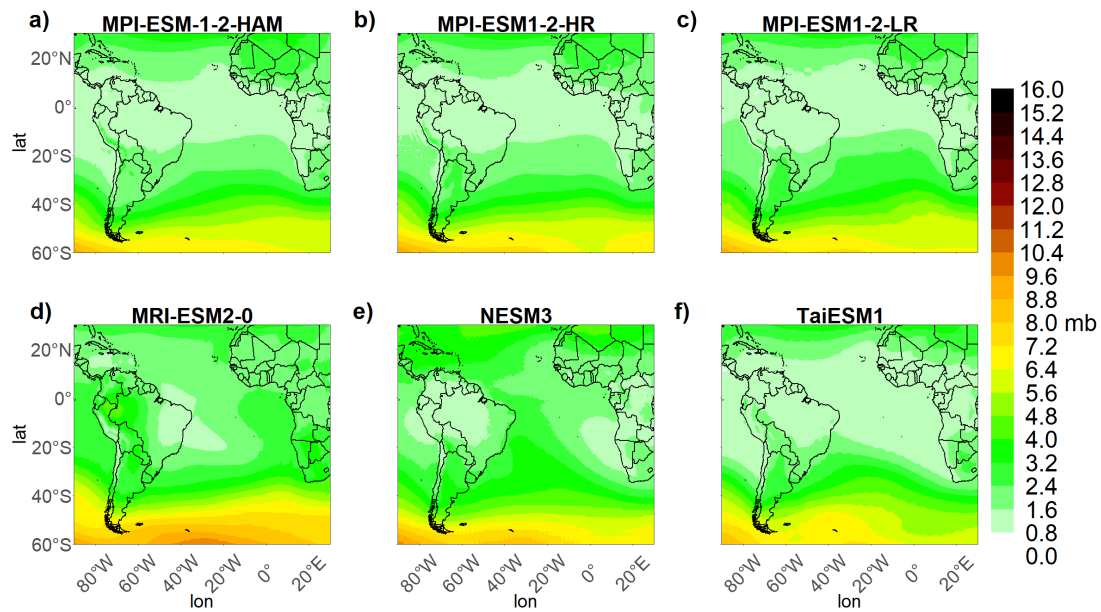 a) MPI-ESM-1-2-HAM b) MPI-ESM1-2-HR c) MPI-ESM1-2-LR
20°N
0°
20°S
40°S
60°S
lat
d) MRI-ESM2-0 e) NESM3 f) TaiESM1
20°N
0°
20°S
40°S
60°S
lat
80°W 60°W 40°W 20°W 0° 20°E
80°W 60°W 40°W 20°W 0° 20°E
80°W 60°W 40°W 20°W 0° 20°E
lon lon lon
16.0
15.2
14.4
13.6
12.8
12.0
11.2
10.4
9.6
8.8
8.0 mb
7.2
6.4
5.6
4.8
4.0
3.2
2.4
1.6
0.8
0.0